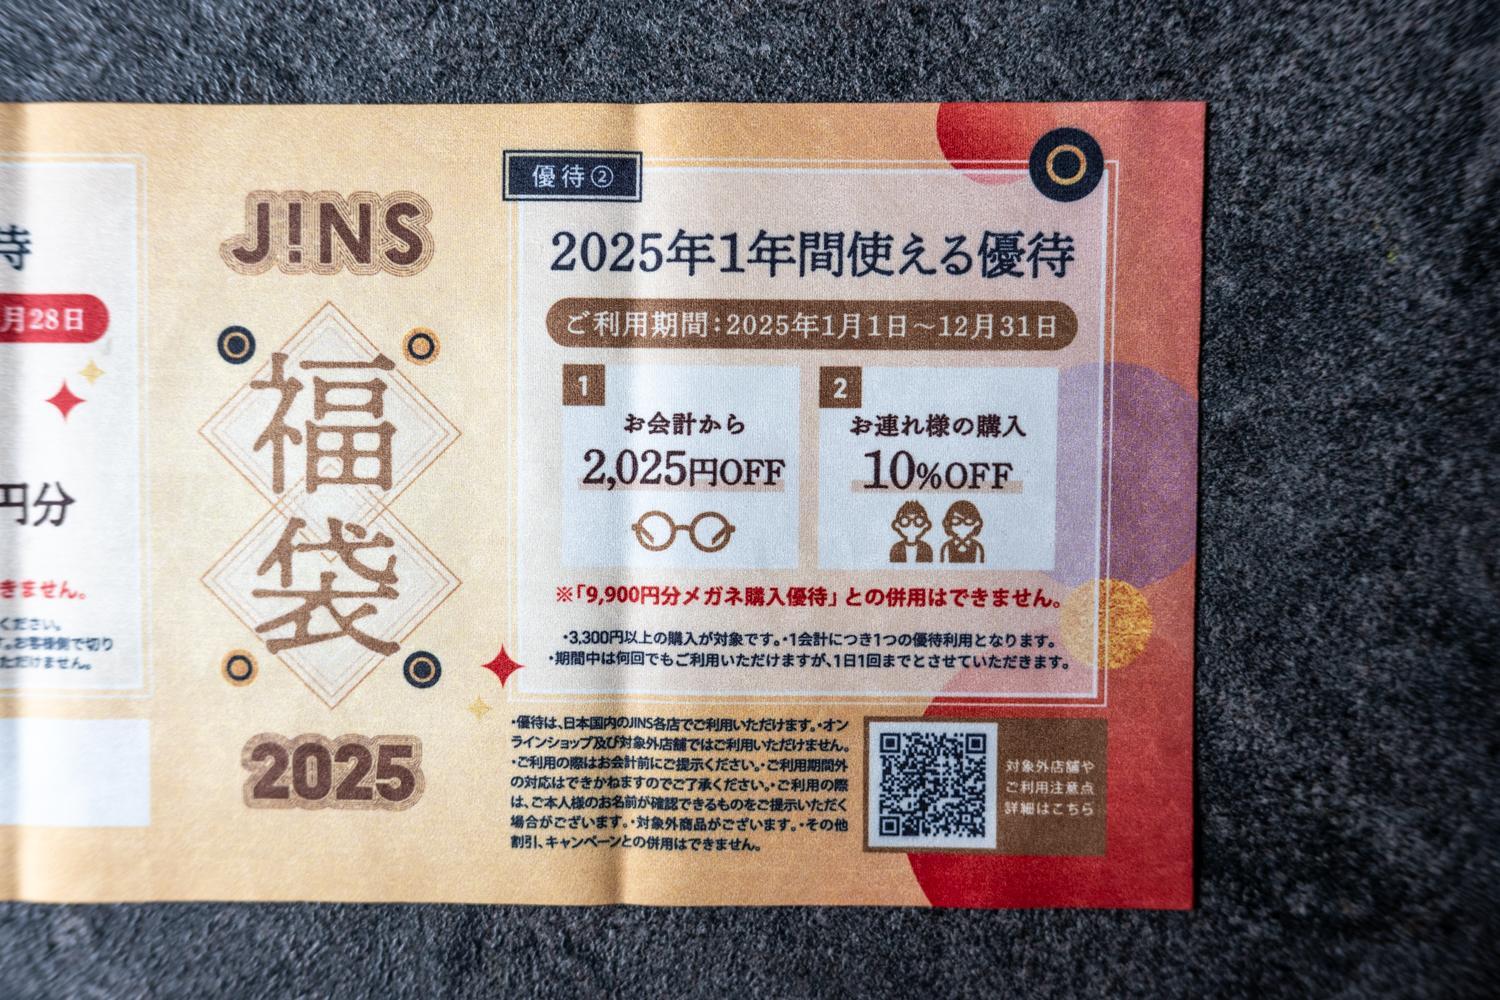 待
月28日
円分
きません。
ください。
す。お客様側で切り
ただけません。
J!NS
福
袋
2025
優待②
2025年1年間使える優待
ご利用期間：2025年1月1日〜12月31日
1
お会計から
2,025円OFF
2
お連れ様の購入
10%OFF
※「9,900円分メガネ購入優待」との併用はできません。
・3,300円以上の購入が対象です。・1会計につき1つの優待利用となります。
・期間中は何回でもご利用いただけますが、1日1回までとさせていただきます。
・優待は、日本国内のJINS各店でご利用いただけます。・オン
ラインショップ及び対象外店舗ではご利用いただけません。
・ご利用の際はお会計前にご提示ください。・ご利用期間外
の対応はできかねますのでご了承ください。・ご利用の際
は、ご本人様のお名前が確認できるものをご提示いただく
場合がございます。・対象外商品がございます。・その他
割引、キャンペーンとの併用はできません。
対象外店舗や
ご利用注意点
詳細はこちら